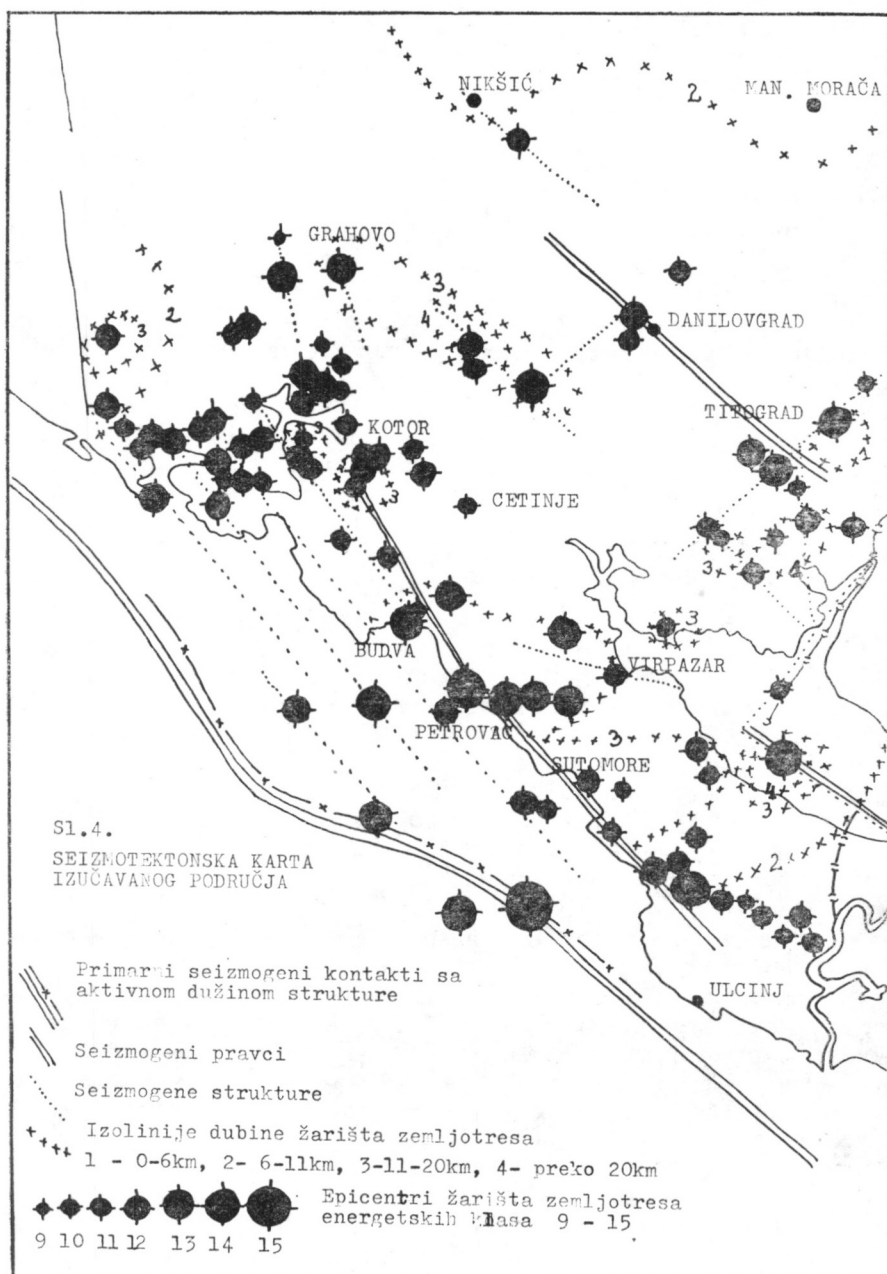 NIKŠIĆ
MAN. MORAČA
2
GRAHOVO
3
2
3
4
DANILOVGRAD
TITOGRAD
1
KOTOR
3
3
CETINJE
3
4
3
BUDVA
VIRPAZAR
PETROVAC
3
SUTOMORE
4
3
2
ULCINJ
Sl.4.
SEIZMOTEKTONSKA KARTA
IZUČAVANOG PODRUČJA
Primarni seizmogeni kontakti sa
aktivnom dužinom strukture
Seizmogeni pravci
Seizmogene strukture
Izolinije dubine žarišta zemljotresa
1 - 0-6km, 2- 6-11km, 3-11-20km, 4- preko 20km
Epicentri žarišta zemljotresa
energetskih klasa 9 - 15
9 10 11 12 13 14 15